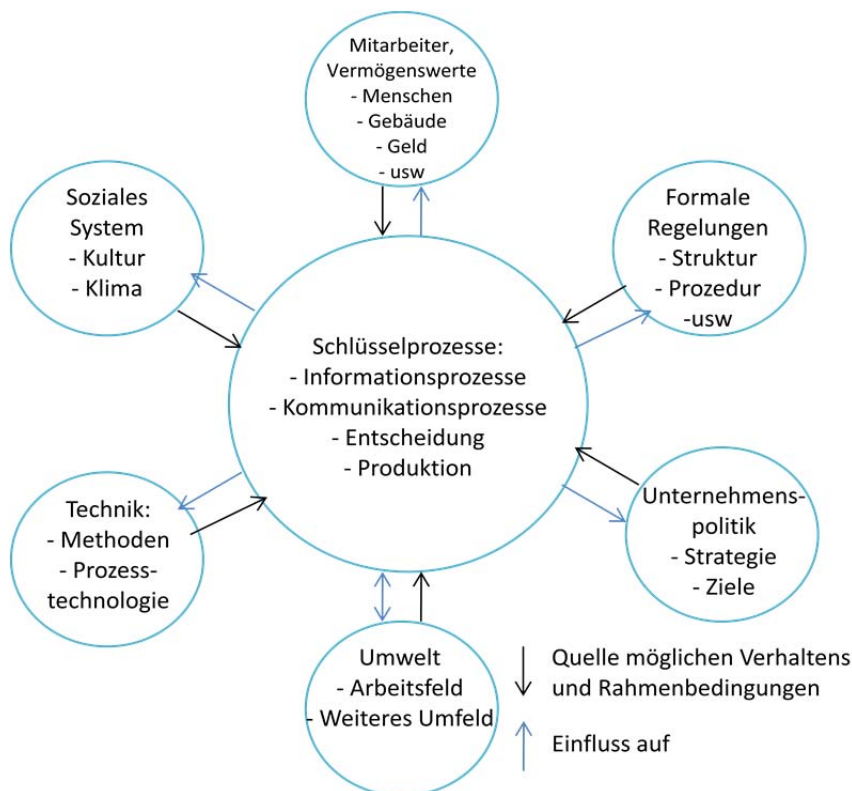 Mitarbeiter,
Vermögenswerte
- Menschen
- Gebäude
- Geld
- usw
Soziales
System
- Kultur
- Klima
Formale
Regelungen
- Struktur
- Prozedur
-usw
Schlüsselprozesse:
- Informationsprozesse
- Kommunikationsprozesse
- Entscheidung
- Produktion
Technik:
- Methoden
- Prozess-
technologie
Unternehmens-
politik
- Strategie
- Ziele
Umwelt
- Arbeitsfeld
- Weiteres Umfeld
Quelle möglichen Verhaltens
und Rahmenbedingungen
Einfluss auf